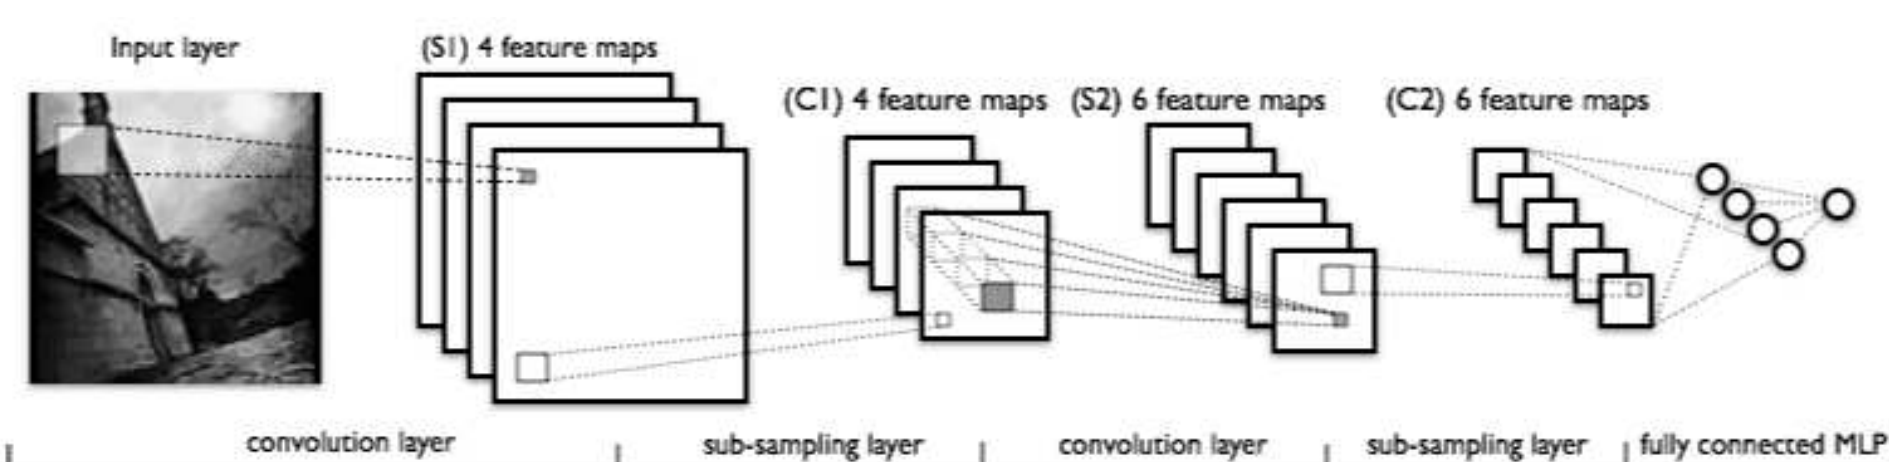 Input layer
(S1) 4 feature maps
(C1) 4 feature maps
(S2) 6 feature maps
(C2) 6 feature maps
convolution layer
sub-sampling layer
convolution layer
sub-sampling layer
fully connected MLP